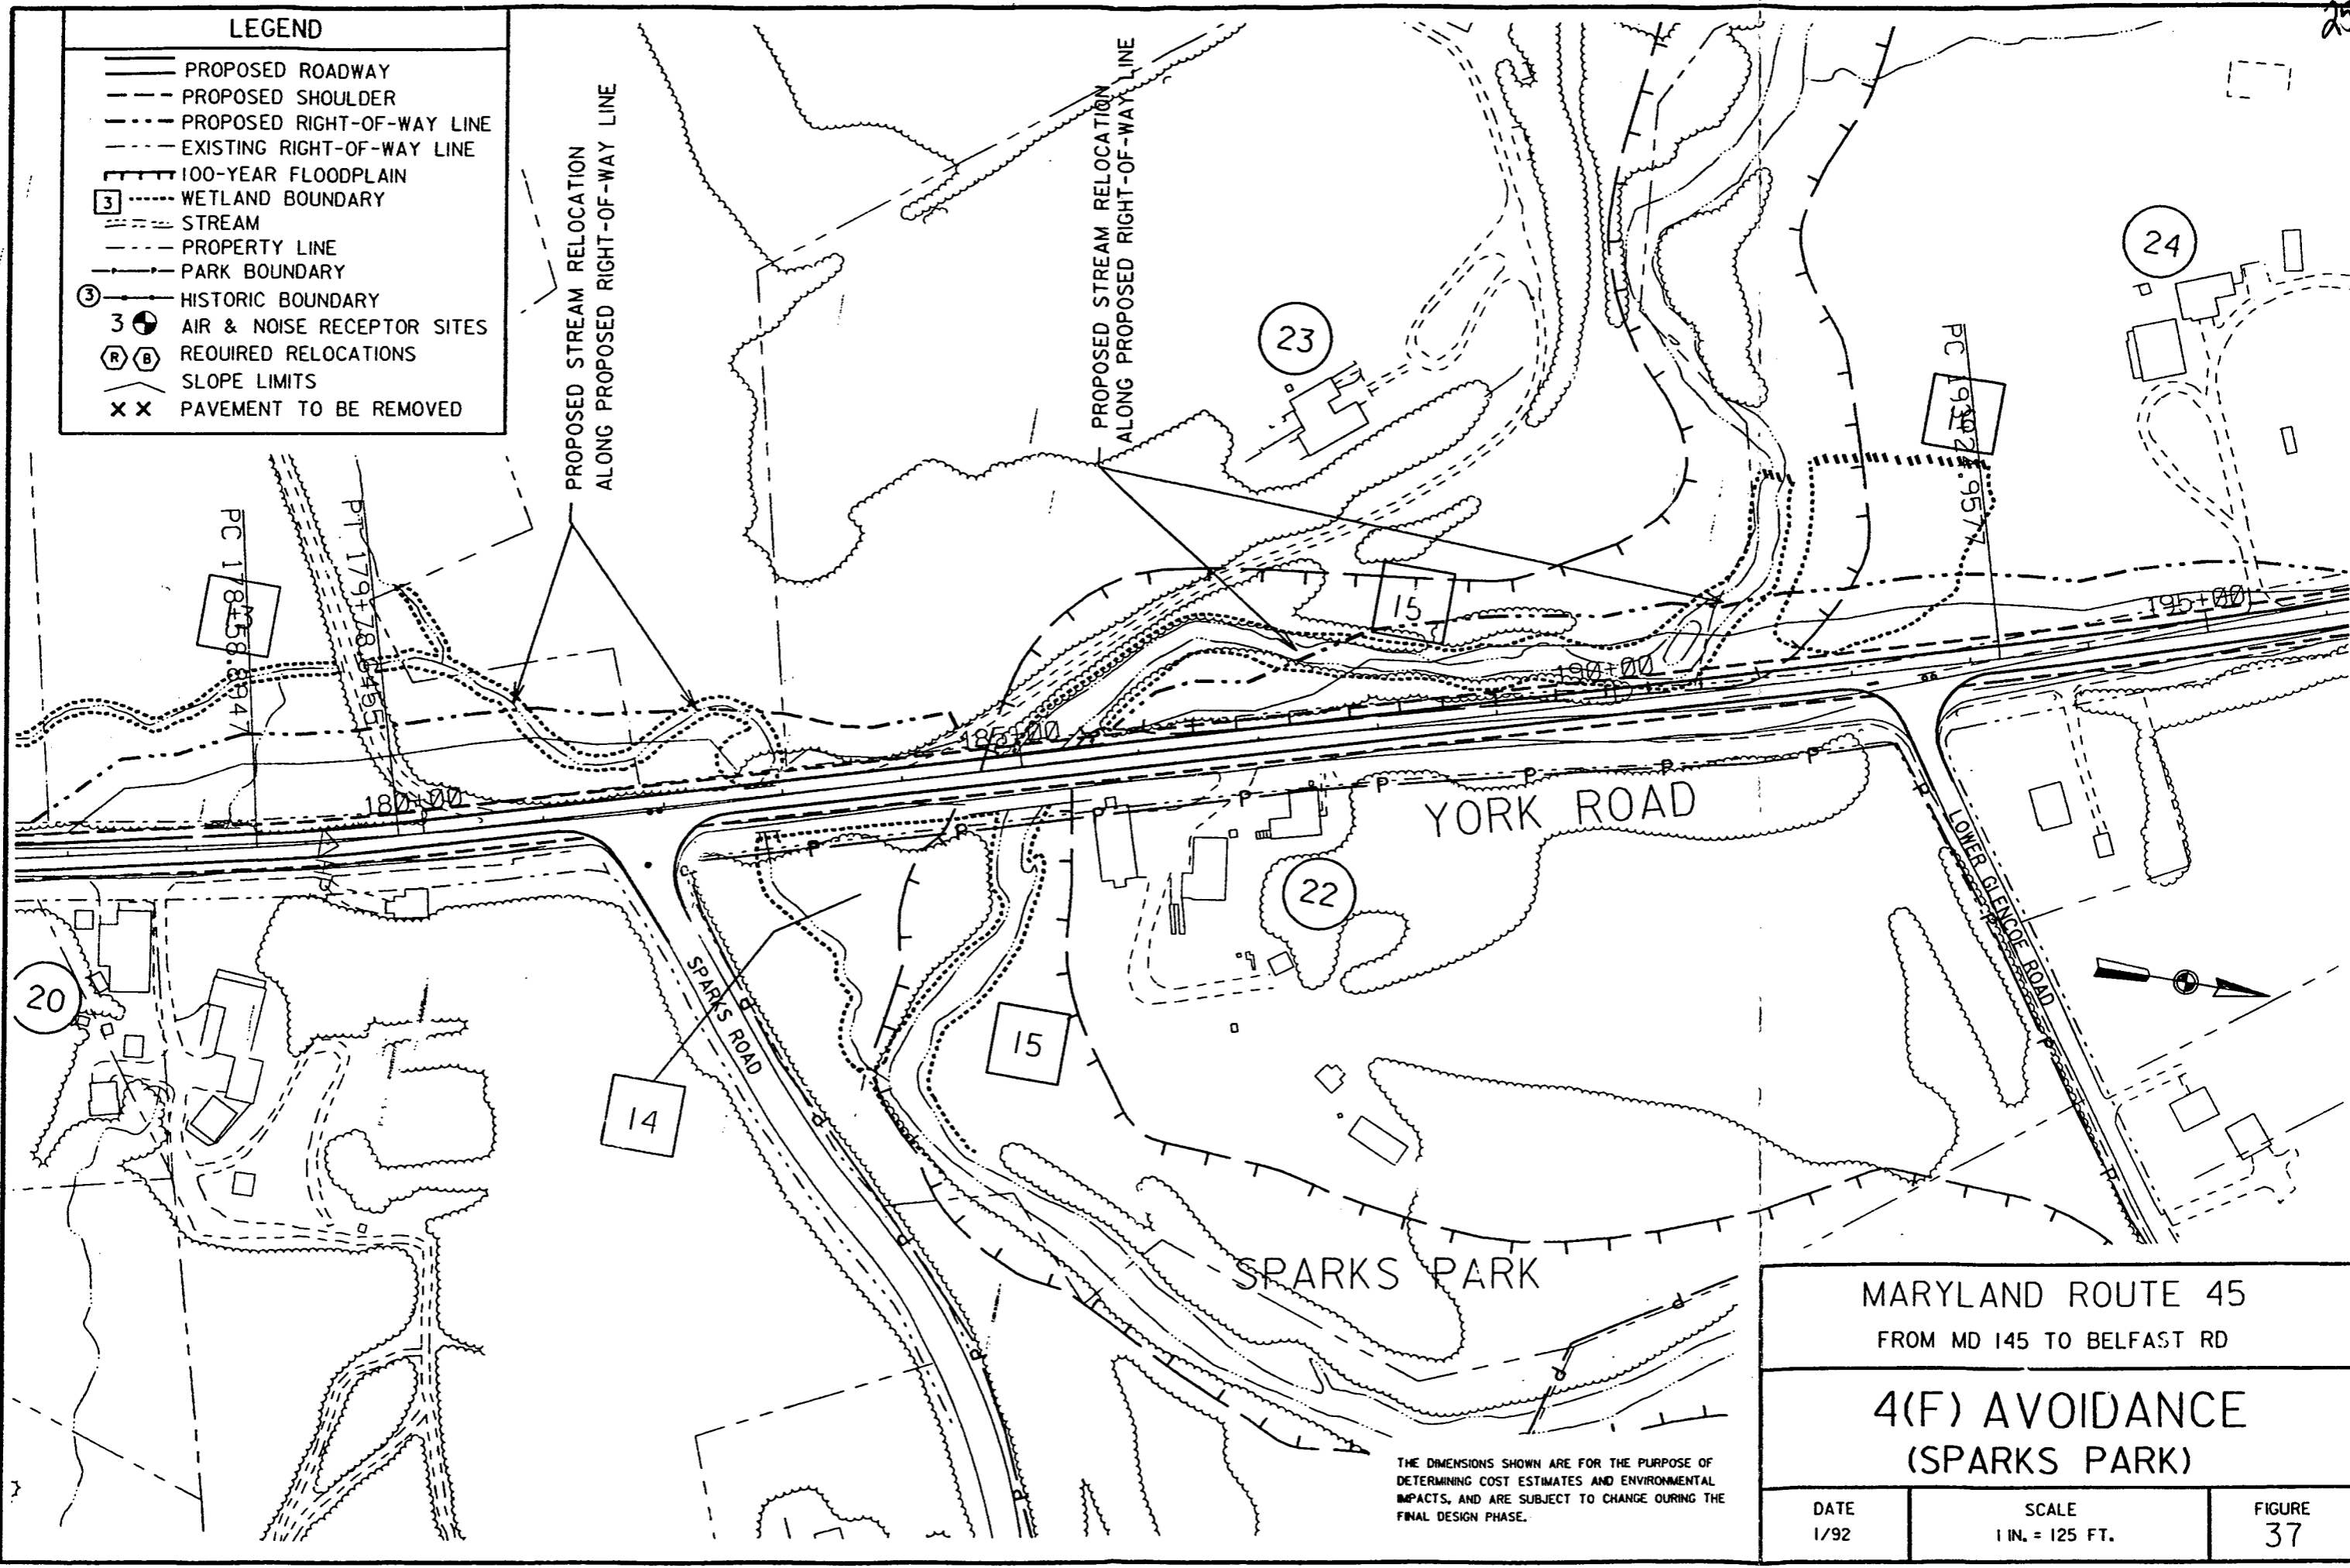 LEGEND
PROPOSED ROADWAY
PROPOSED SHOULDER
PROPOSED RIGHT-OF-WAY LINE
EXISTING RIGHT-OF-WAY LINE
100-YEAR FLOODPLAIN
3 WETLAND BOUNDARY
STREAM
PROPERTY LINE
PARK BOUNDARY
3 HISTORIC BOUNDARY
3 AIR & NOISE RECEPTOR SITES
R B REQUIRED RELOCATIONS
SLOPE LIMITS
X X PAVEMENT TO BE REMOVED
PROPOSED STREAM RELOCATION
ALONG PROPOSED RIGHT-OF-WAY LINE
PROPOSED STREAM RELOCATION
ALONG PROPOSED RIGHT-OF-WAY LINE
23
24
PC 178+58.8947
15
195+00
190+00
185+00
180+00
YORK ROAD
22
20
SPARKS ROAD
LOWER GLENCOE ROAD
15
14
SPARKS PARK
THE DIMENSIONS SHOWN ARE FOR THE PURPOSE OF
DETERMINING COST ESTIMATES AND ENVIRONMENTAL
IMPACTS, AND ARE SUBJECT TO CHANGE OURING THE
FINAL DESIGN PHASE.
MARYLAND ROUTE 45
FROM MD 145 TO BELFAST RD
4(F) AVOIDANCE
(SPARKS PARK)
DATE
1/92
SCALE
1 IN. = 125 FT.
FIGURE
37